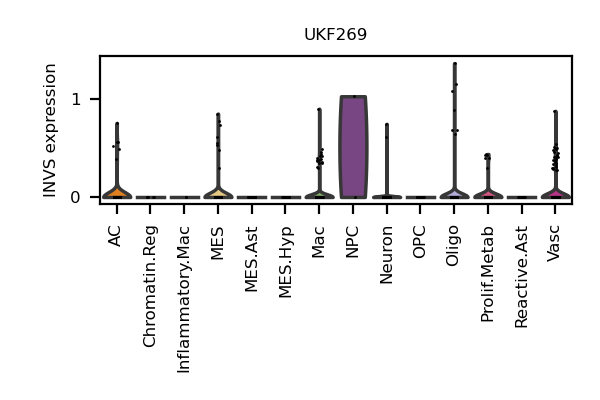 UKF269
INVS expression
1
0
AC
Chromatin.Reg
Inflammatory.Mac
MES
MES.Ast
MES.Hyp
Mac
NPC
Neuron
OPC
Oligo
Prolif.Metab
Reactive.Ast
Vasc